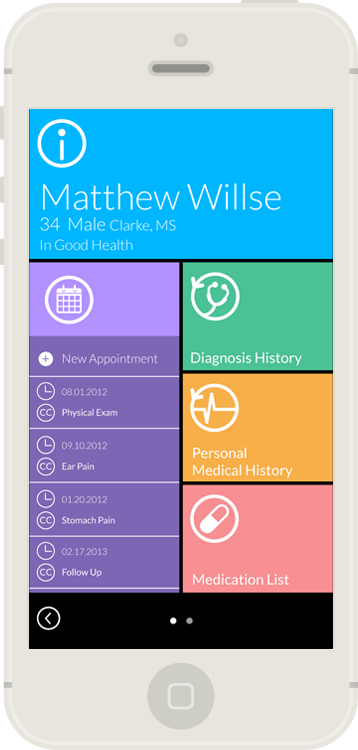 Matthew Willse
34 Male Clarke, MS
In Good Health
New Appointment
08.01.2012
CC Physical Exam
09.10.2012
CC Ear Pain
01.20.2012
CC Stomach Pain
02.17.2013
CC Follow Up
Diagnosis History
Personal
Medical History
Medication List